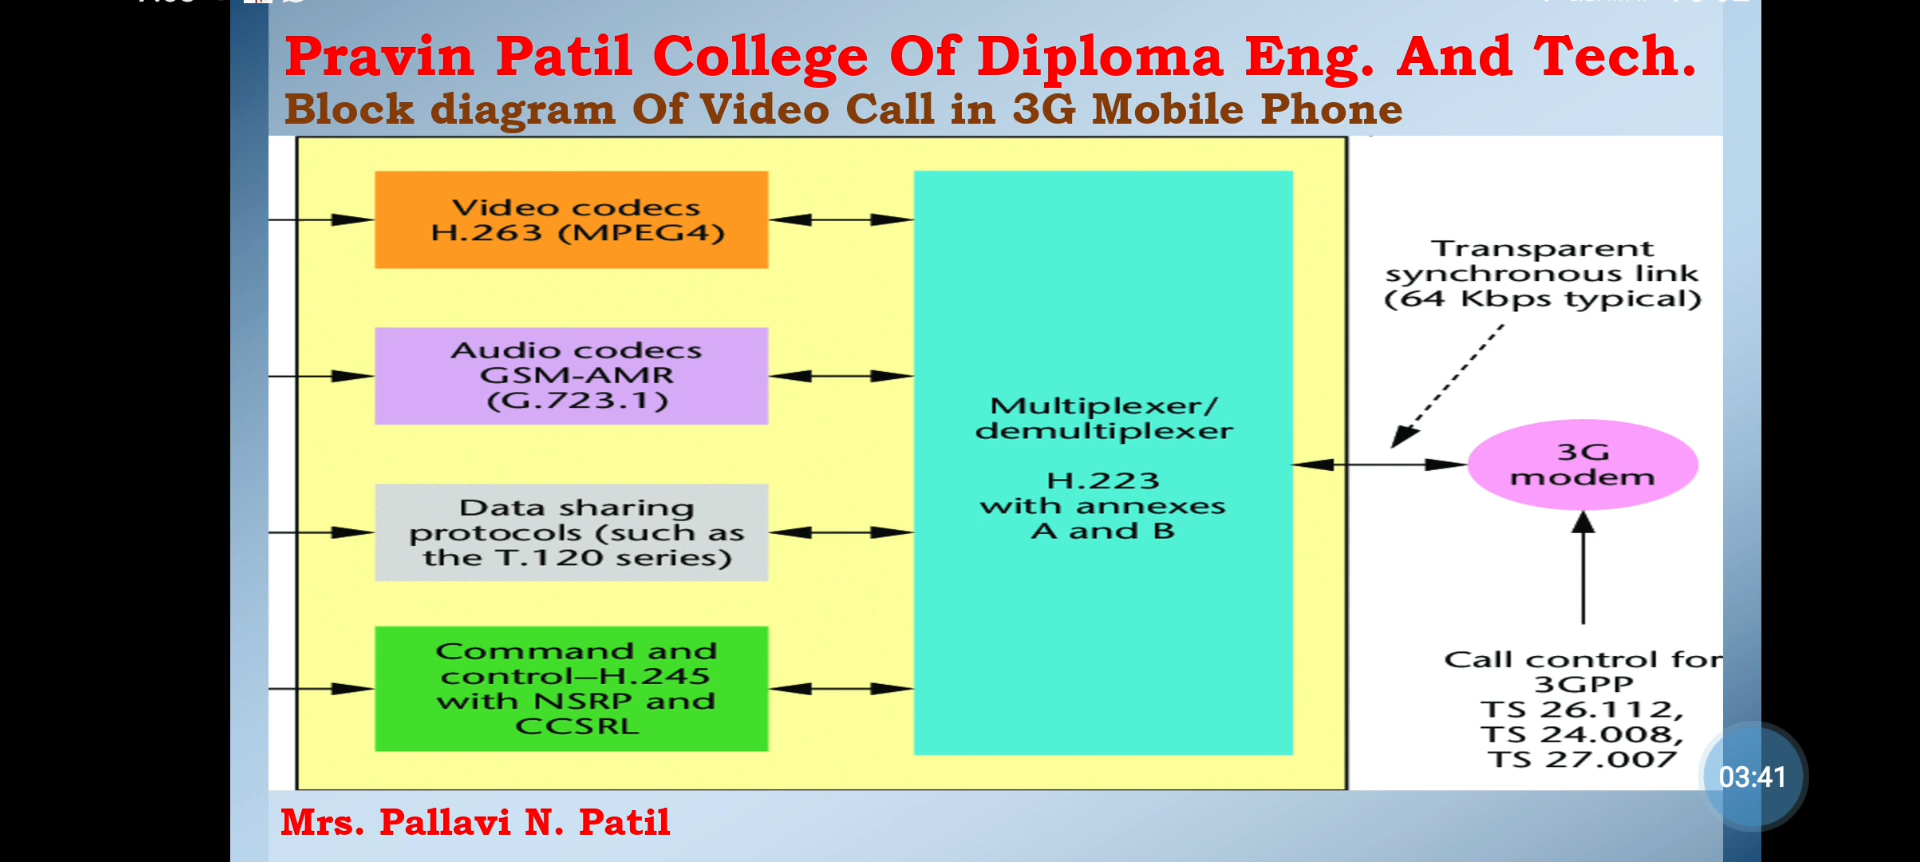 Pravin Patil College Of Diploma Eng. And Tech.
Block diagram Of Video Call in 3G Mobile Phone
Video codecs
H.263 (MPEG4)
Audio codecs
GSM-AMR
(G.723.1)
Data sharing
protocols (such as
the T.120 series)
Command and
control–H.245
with NSRP and
CCSRL
Multiplexer/
demultiplexer
H.223
with annexes
A and B
Transparent
synchronous link
(64 Kbps typical)
3G
modem
Call control for
3GPP
TS 26.112,
TS 24.008,
TS 27.007
03:41
Mrs. Pallavi N. Patil